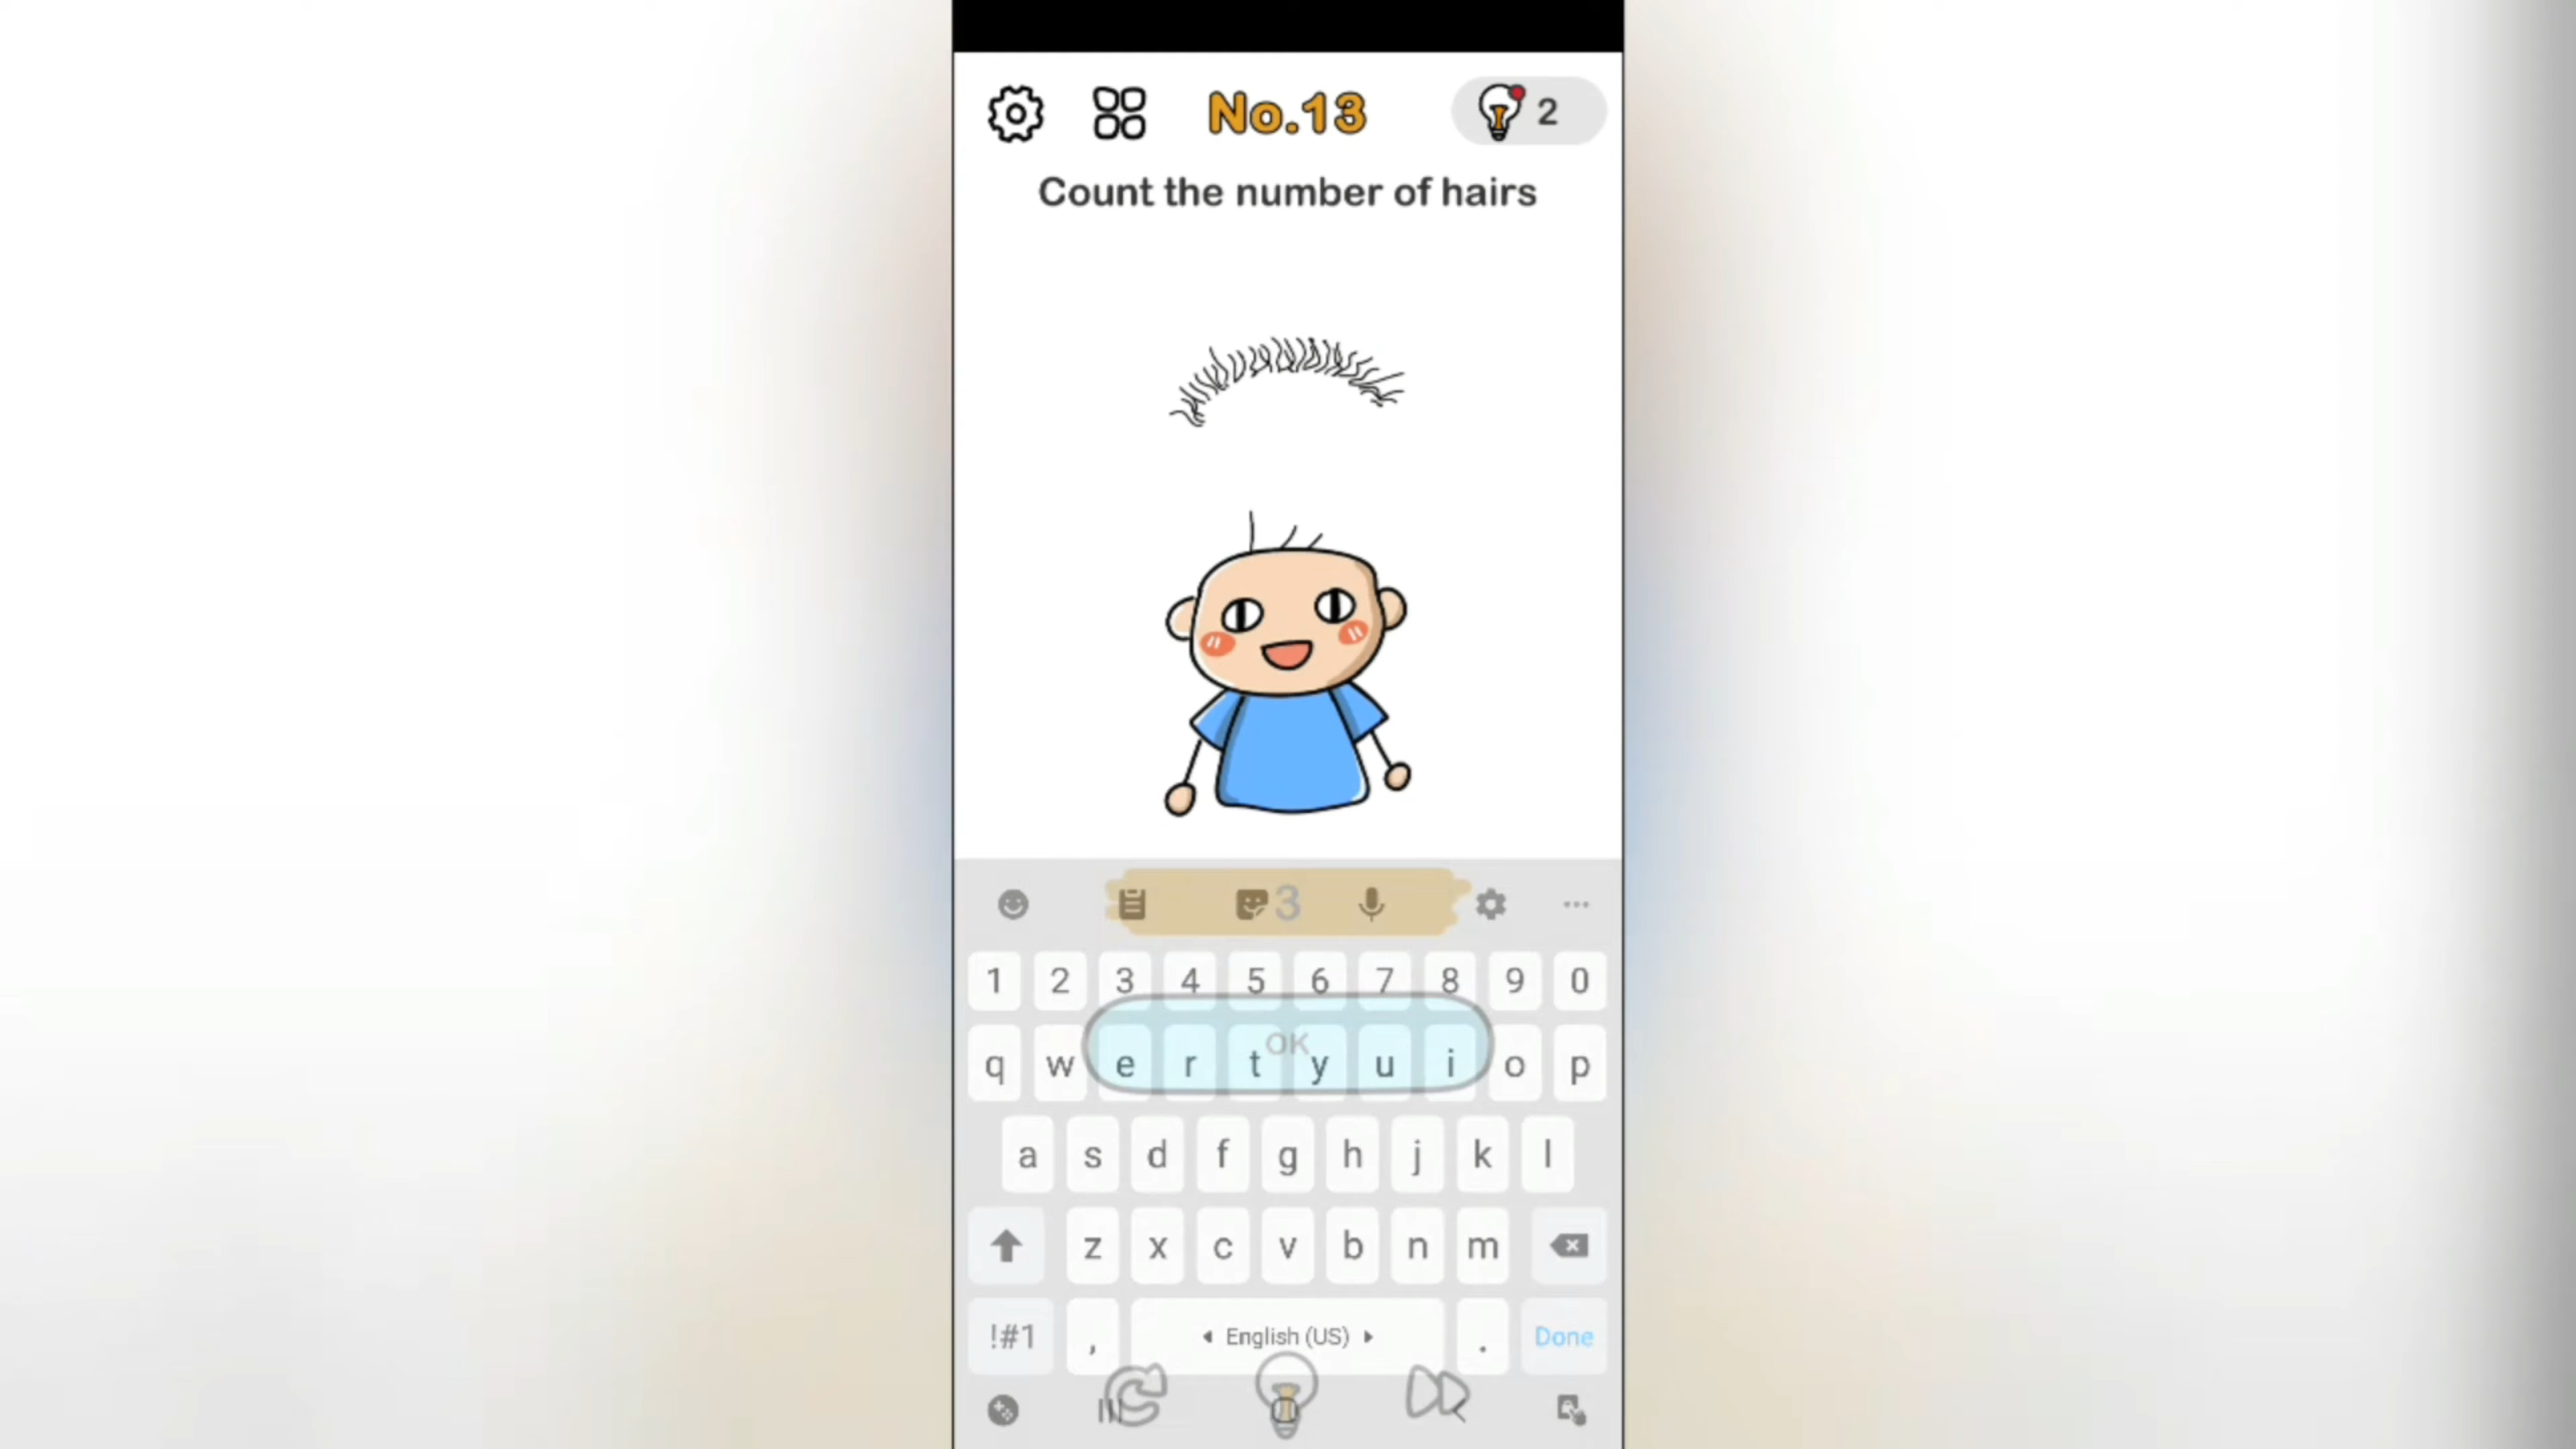 No.13
2
Count the number of hairs
3
1 2 3 4 5 6 7 8 9 0
OK
q w e r t y u i o p
a s d f g h j k l
z x c v b n m
!#1 , English (US) . Done